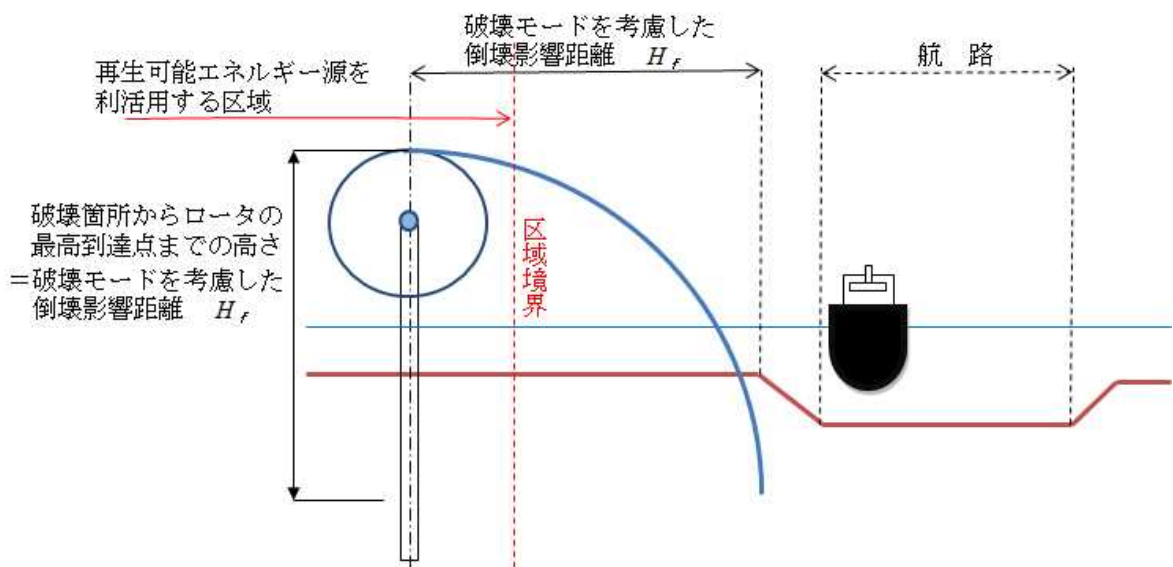 破壊モードを考慮した
倒壊影響距離 H_f
航 路
再生可能エネルギー源を
利活用する区域
破壊箇所からロータの
最高到達点までの高さ
＝破壊モードを考慮した
倒壊影響距離 H_f
区域境界